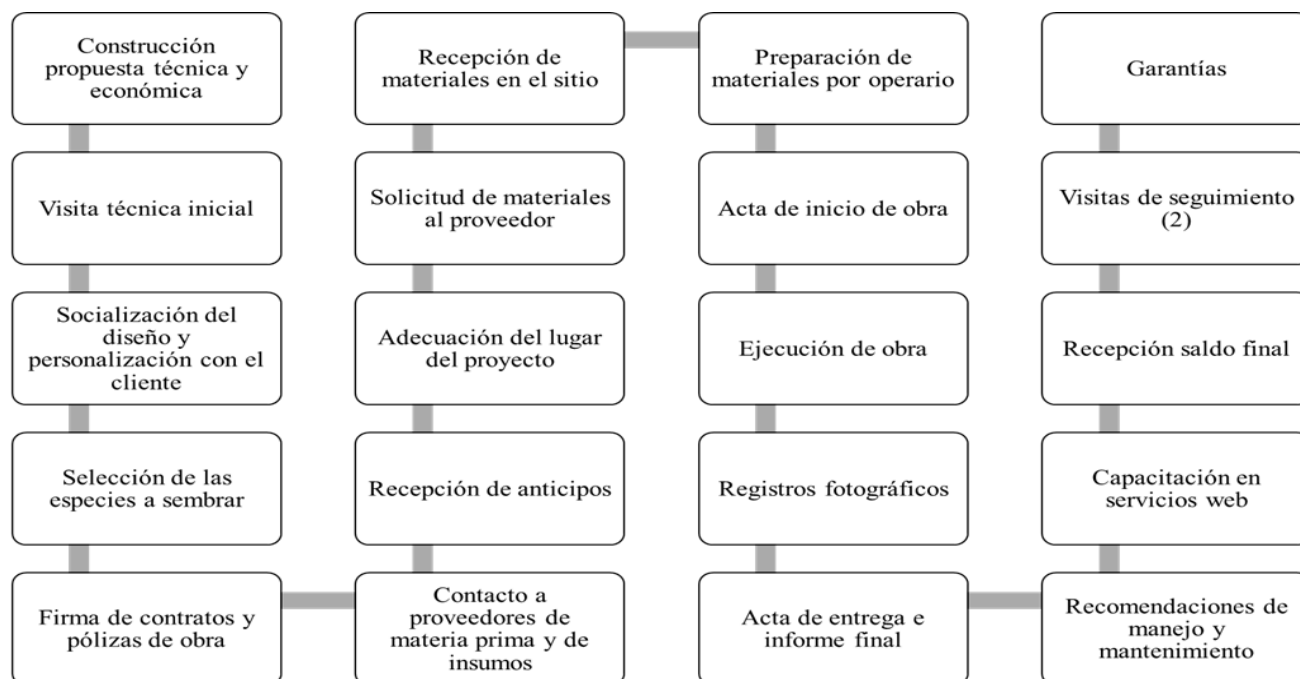 Construcción
propuesta técnica y
económica
Visita técnica inicial
Socialización del
diseño y
personalización con el
cliente
Selección de las
especies a sembrar
Firma de contratos y
pólizas de obra
Contacto a
proveedores de
materia prima y de
insumos
Recepción de anticipos
Adecuación del lugar
del proyecto
Solicitud de materiales
al proveedor
Recepción de
materiales en el sitio
Preparación de
materiales por operario
Acta de inicio de obra
Ejecución de obra
Registros fotográficos
Acta de entrega e
informe final
Recomendaciones de
manejo y
mantenimiento
Capacitación en
servicios web
Recepción saldo final
Visitas de seguimiento
(2)
Garantías